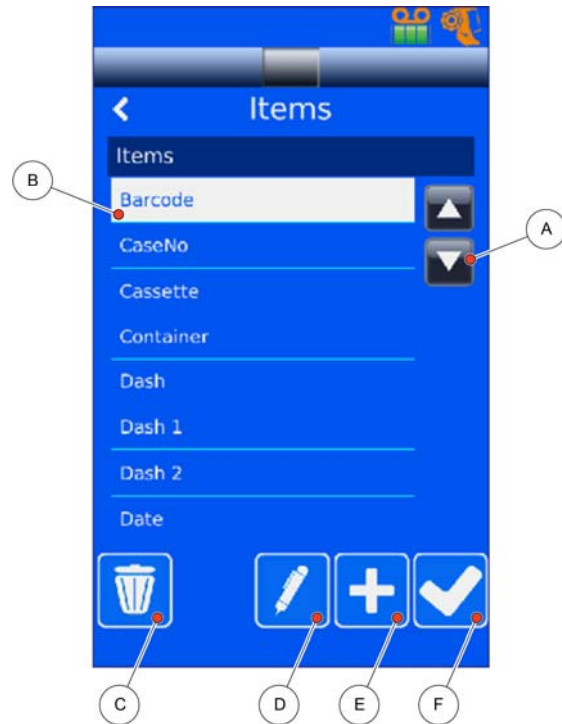 Items
Items
B
Barcode
A
CaseNo
Cassette
Container
Dash
Dash 1
Dash 2
Date
C
D
E
F